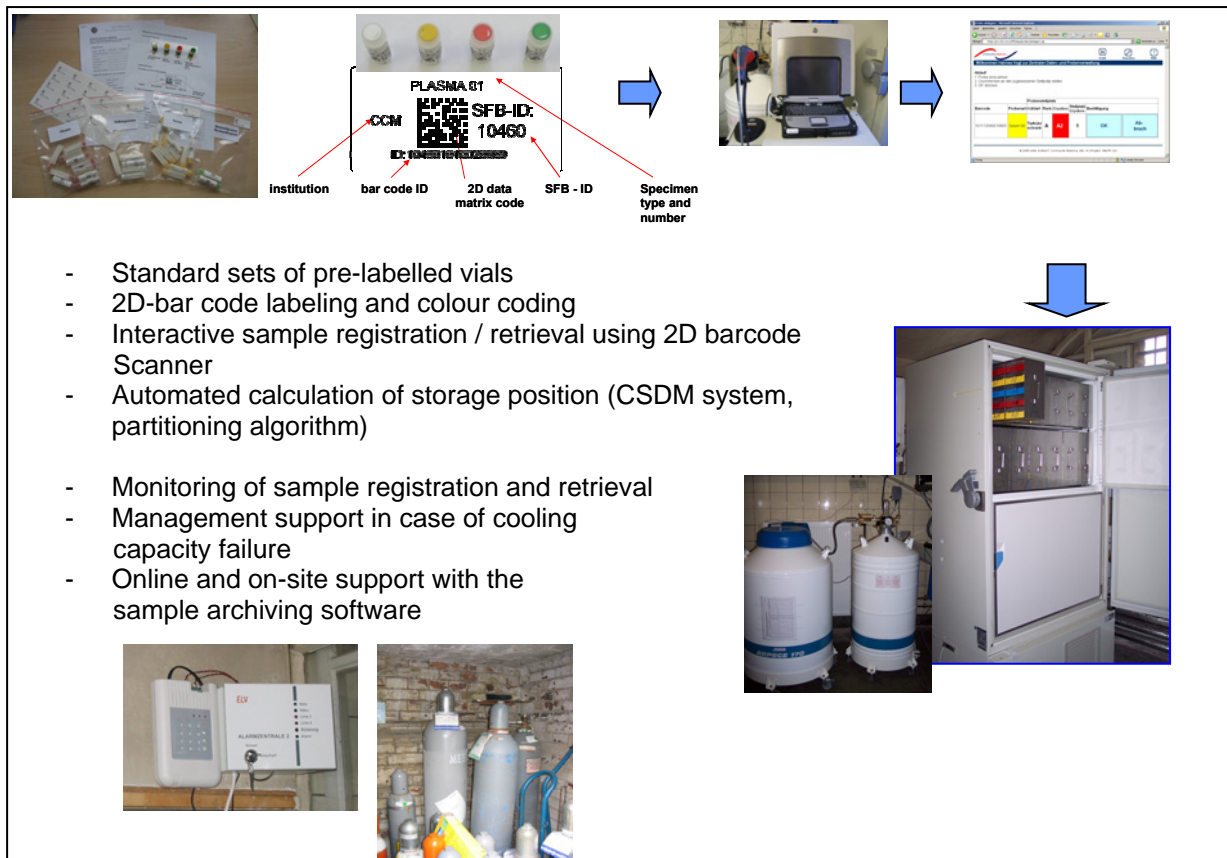 PLASMA 01
CCM
SFB-ID:
10460
institution
bar code ID
2D data
matrix code
SFB - ID
Specimen
type and
number
Barcode
OK
- Standard sets of pre-labelled vials
- 2D-bar code labeling and colour coding
- Interactive sample registration / retrieval using 2D barcode
Scanner
- Automated calculation of storage position (CSDM system,
partitioning algorithm)
- Monitoring of sample registration and retrieval
- Management support in case of cooling
capacity failure
- Online and on-site support with the
sample archiving software
ELV
ALARMZENTRALE 2
ARPEGE 170